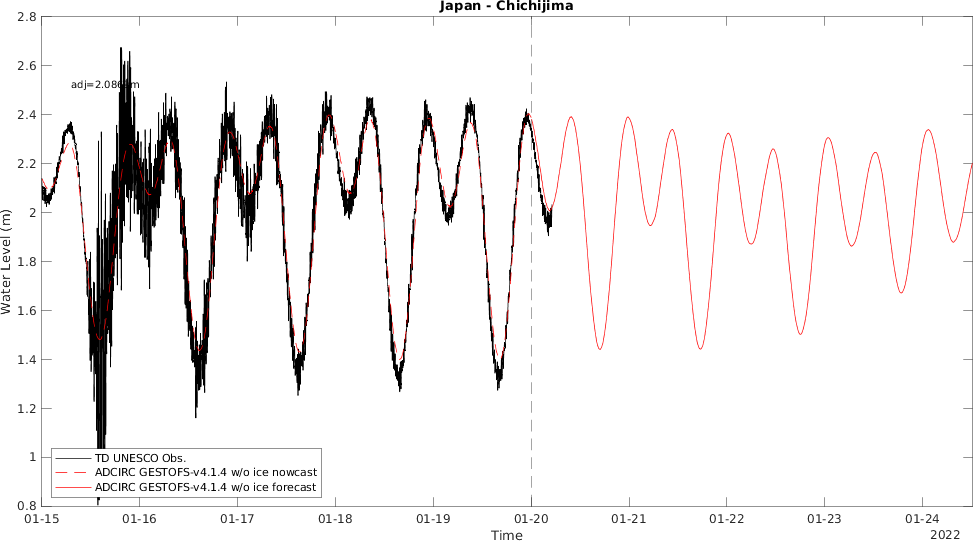 Japan - Chichijima
2.8
2.6
2.4
2.2
2
1.8
1.6
1.4
1.2
1
0.8
Water Level (m)
TD UNESCO Obs.
ADCIRC GESTOFS-v4.1.4 w/o ice nowcast
ADCIRC GESTOFS-v4.1.4 w/o ice forecast
01-15 01-16 01-17 01-18 01-19 01-20 01-21 01-22 01-23 01-24
Time
2022